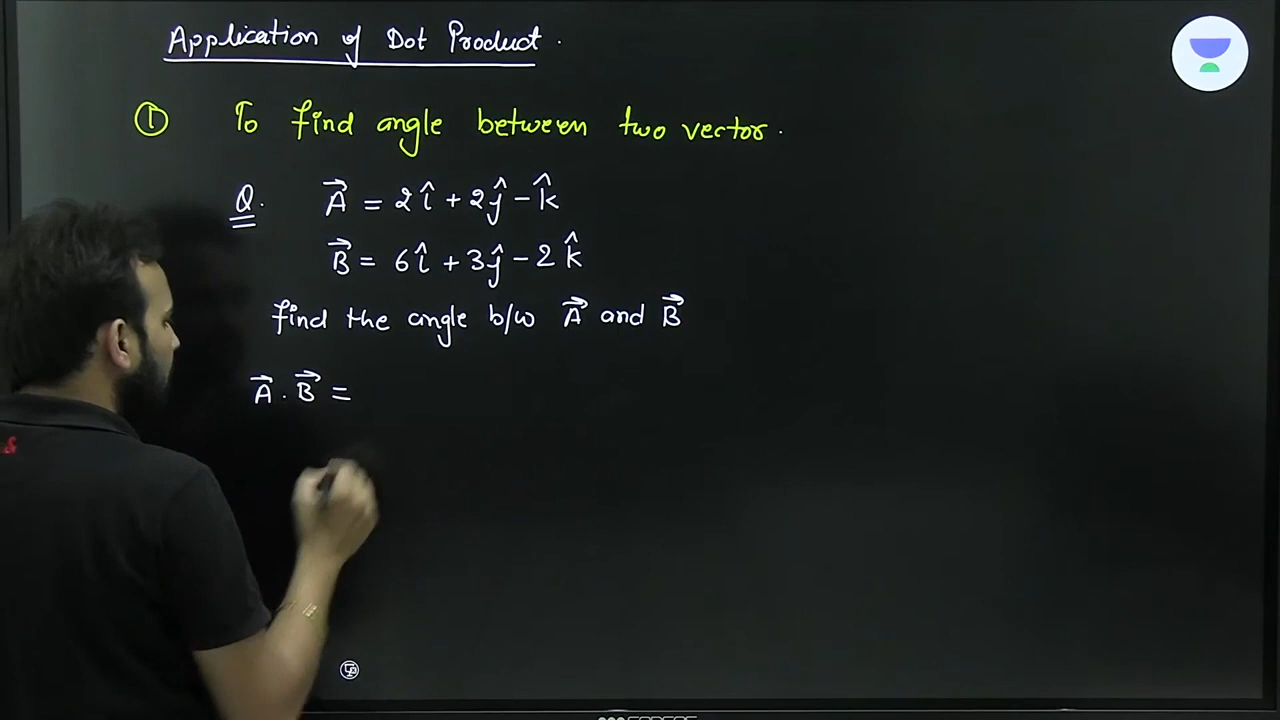 Application of Dot Product.
① To find angle between two vector.
Q. A⃗ = 2î + 2ĵ - k̂
B⃗ = 6î + 3ĵ - 2k̂
find the angle b/w A⃗ and B⃗
A⃗ . B⃗ =